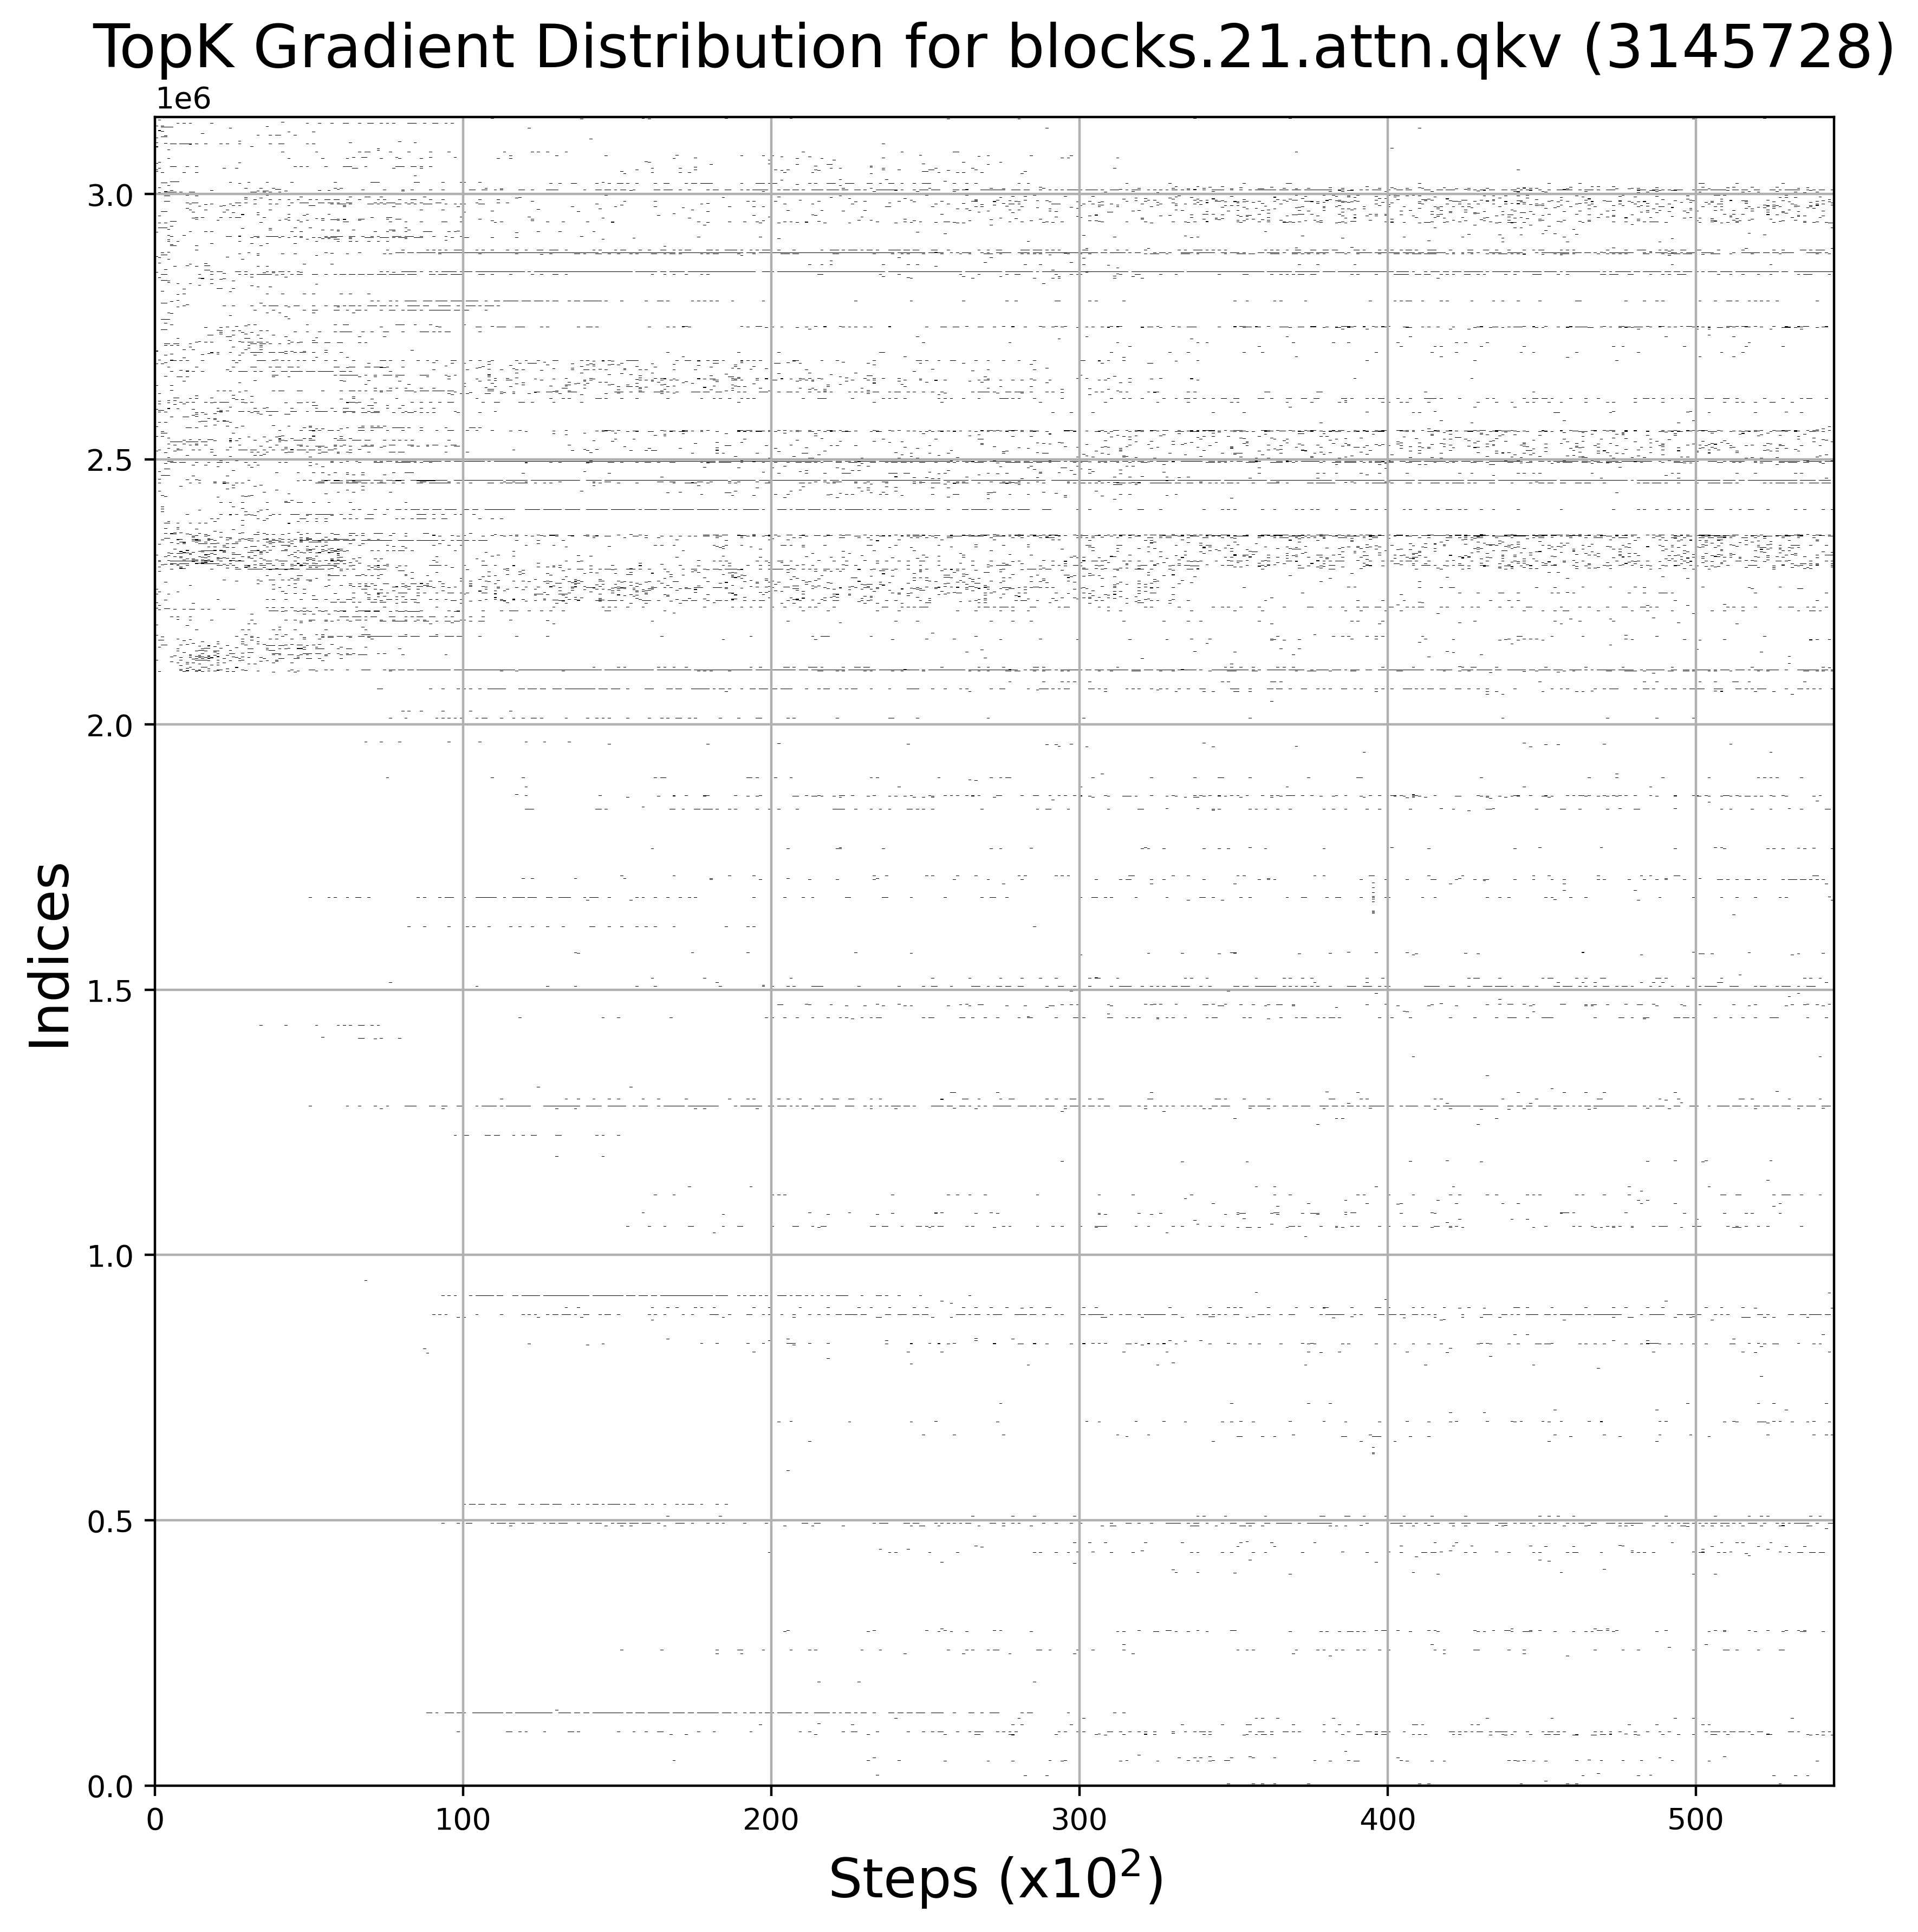 TopK Gradient Distribution for blocks.21.attn.qkv (3145728)
1e6
3.0
2.5
2.0
1.5
1.0
0.5
0.0
Indices
0 100 200 300 400 500
Steps (x10²)